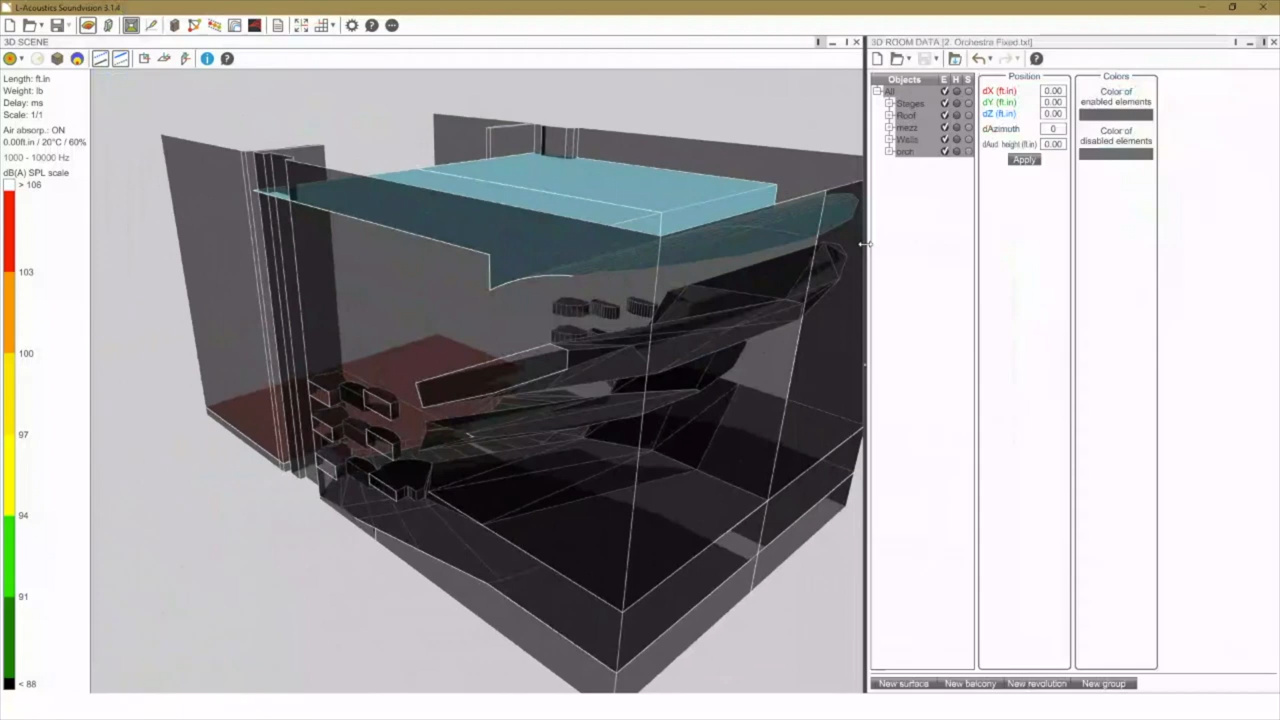 L-Acoustics Soundvision 3.1.4
3D SCENE
3D ROOM DATA [2. Orchestra Fixed.txt]
Length: ft.in
Weight: lb
Delay: ms
Scale: 1/1
Air absorp.: ON
0.00ft.in / 20°C / 60%
1000 - 10000 Hz
dB(A) SPL scale
> 106
103
100
97
94
91
< 88
Objects E H S
All
Stages
Roof
mezz
Walls
orch
Position
dX (ft.in) 0.00
dY (ft.in) 0.00
dZ (ft.in) 0.00
dAzimuth 0
dAud. height (ft.in) 0.00
Apply
Colors
Color of
enabled elements
Color of
disabled elements
New surface New balcony New revolution New group